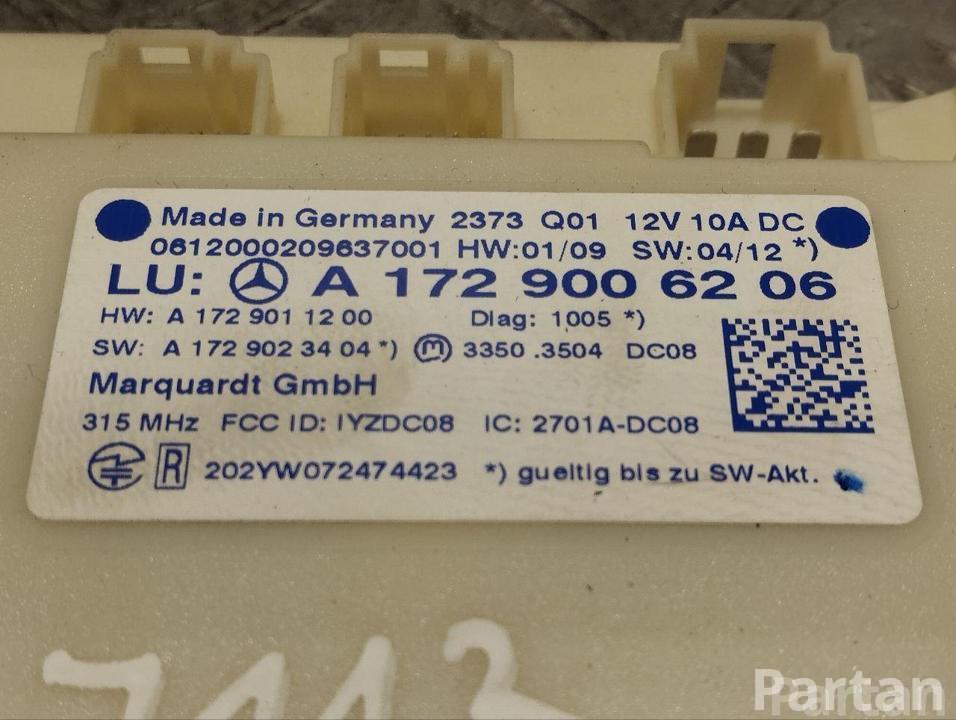 Made in Germany 2373 Q01 12V 10A DC
0612000209637001 HW:01/09 SW:04/12 *)
LU: A 172 900 62 06
HW: A 172 901 12 00 Diag: 1005 *)
SW: A 172 902 34 04 *) M 3350 .3504 DC08
Marquardt GmbH
315 MHz FCC ID: IYZDC08 IC: 2701A-DC08
R 202YW072474423 *) gueltig bis zu SW-Akt.
7113
Partan